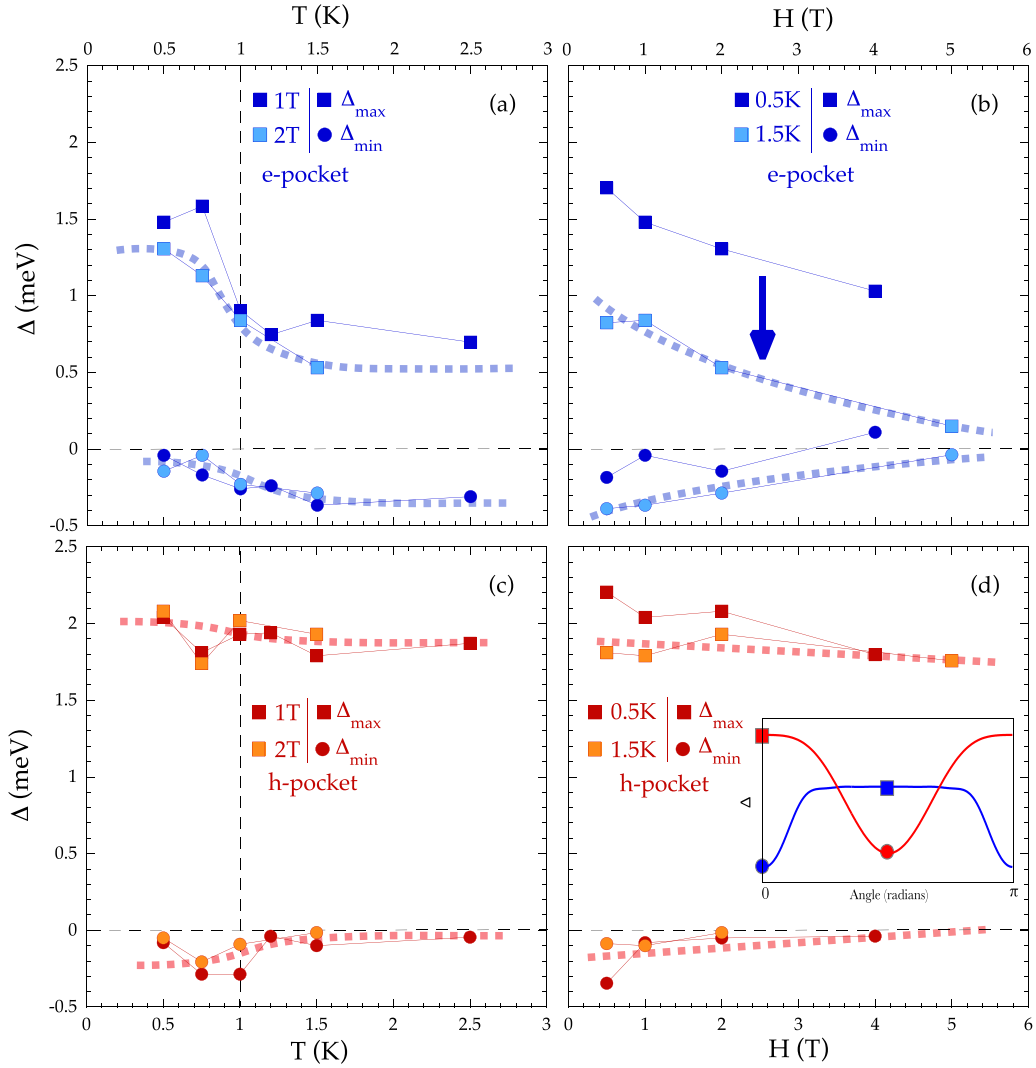 T (K)
H (T)
0 0.5 1 1.5 2 2.5 3
0 1 2 3 4 5 6
2.5
2
1.5
1
0.5
0
-0.5
Δ (meV)
1T Δmax
2T Δmin
e-pocket
(a)
0.5K Δmax
1.5K Δmin
e-pocket
(b)
2.5
2
1.5
1
0.5
0
-0.5
Δ (meV)
(c)
1T Δmax
2T Δmin
h-pocket
(d)
0.5K Δmax
1.5K Δmin
h-pocket
Δ
0 Angle (radians) π
0 0.5 1 1.5 2 2.5 3
0 1 2 3 4 5 6
T (K)
H (T)